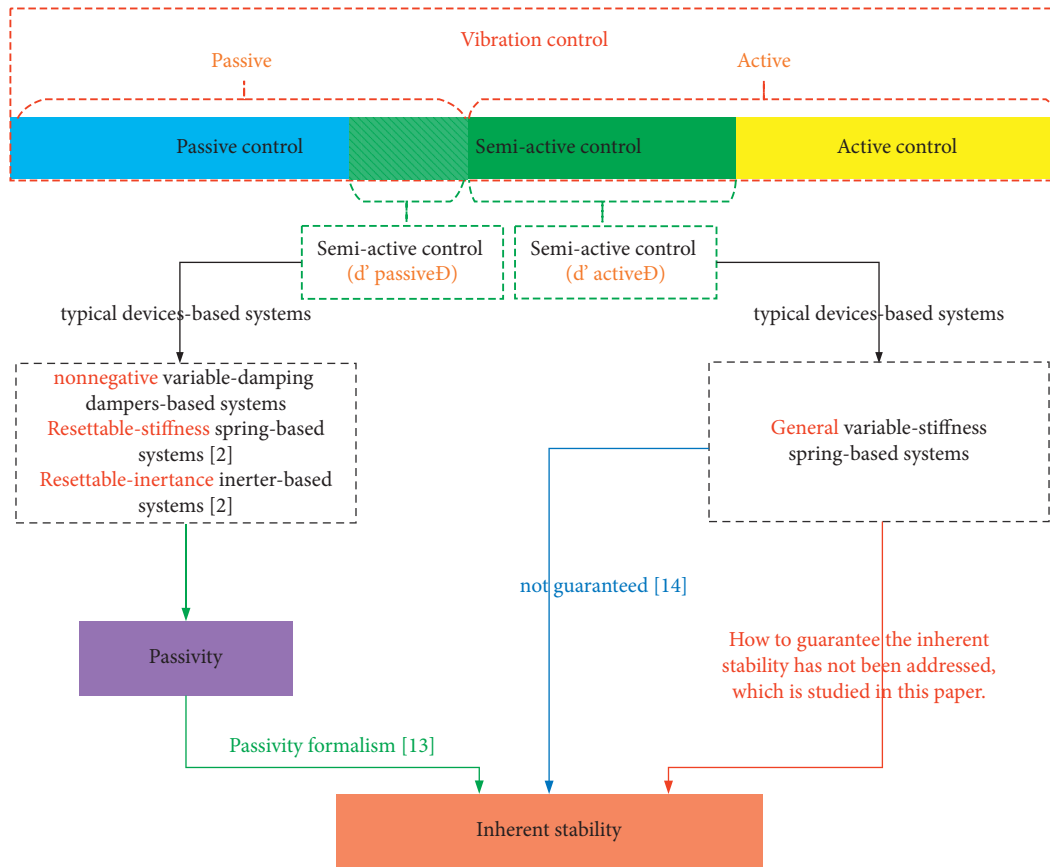 Vibration control
Passive
Active
Passive control
Semi-active control
Active control
Semi-active control
(d' passiveÐ)
Semi-active control
(d' activeÐ)
typical devices-based systems
typical devices-based systems
nonnegative variable-damping
dampers-based systems
Resettable-stiffness spring-based
systems [2]
Resettable-inertance inerter-based
systems [2]
General variable-stiffness
spring-based systems
not guaranteed [14]
Passivity
How to guarantee the inherent
stability has not been addressed,
which is studied in this paper.
Passivity formalism [13]
Inherent stability